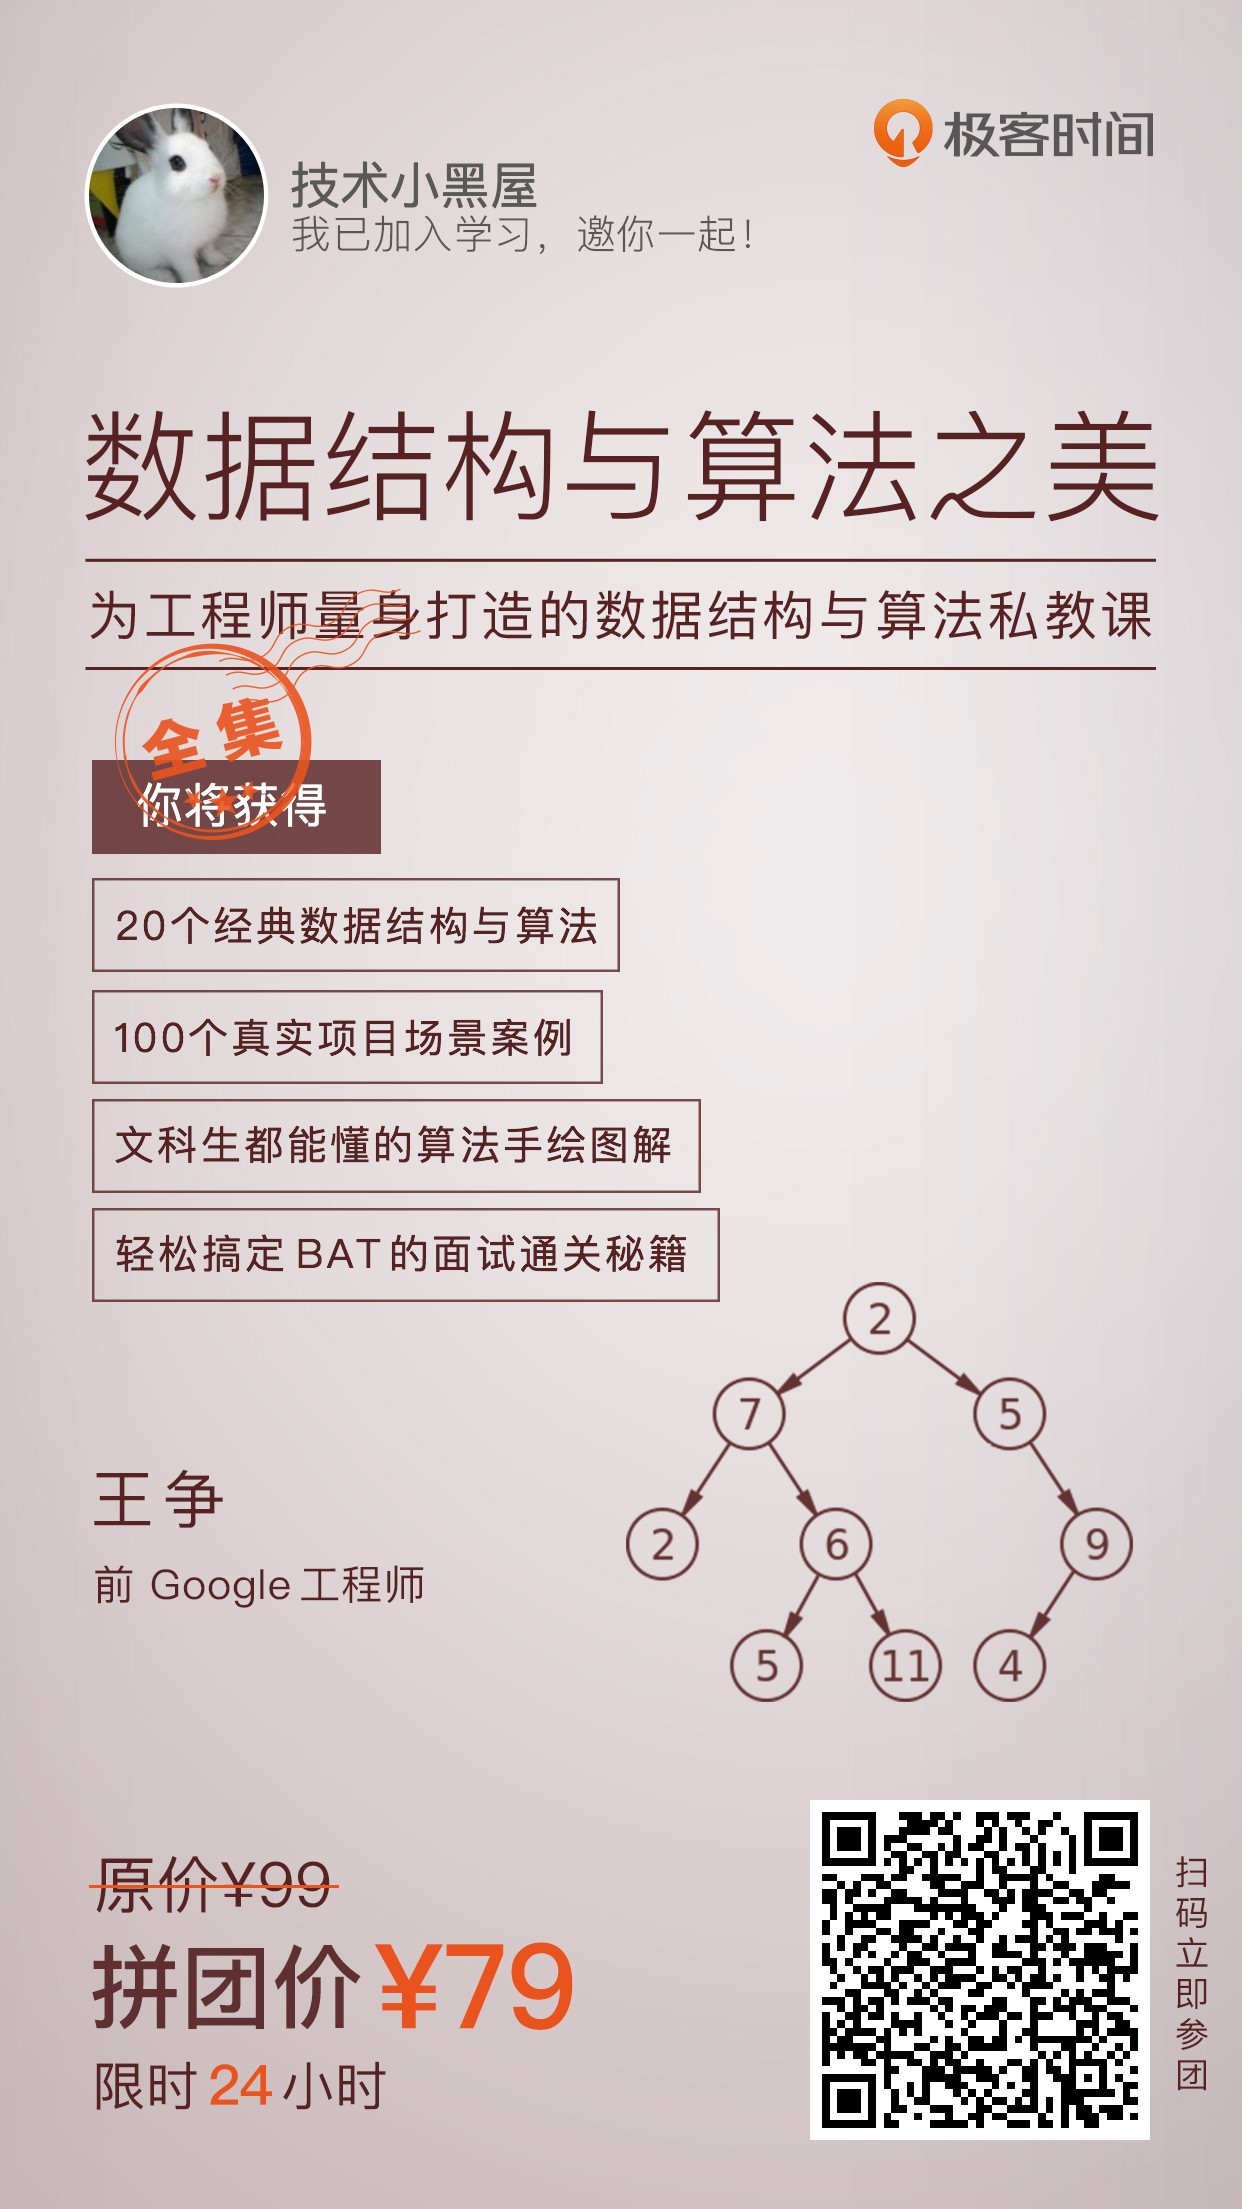 极客时间
技术小黑屋
我已加入学习，邀你一起！
数据结构与算法之美
为工程师量身打造的数据结构与算法私教课
全集
你将获得
20个经典数据结构与算法
100个真实项目场景案例
文科生都能懂的算法手绘图解
轻松搞定BAT的面试通关秘籍
2
7
5
2
6
9
5
11
4
王争
前 Google 工程师
原价¥99
拼团价¥79
限时24小时
扫码立即参团